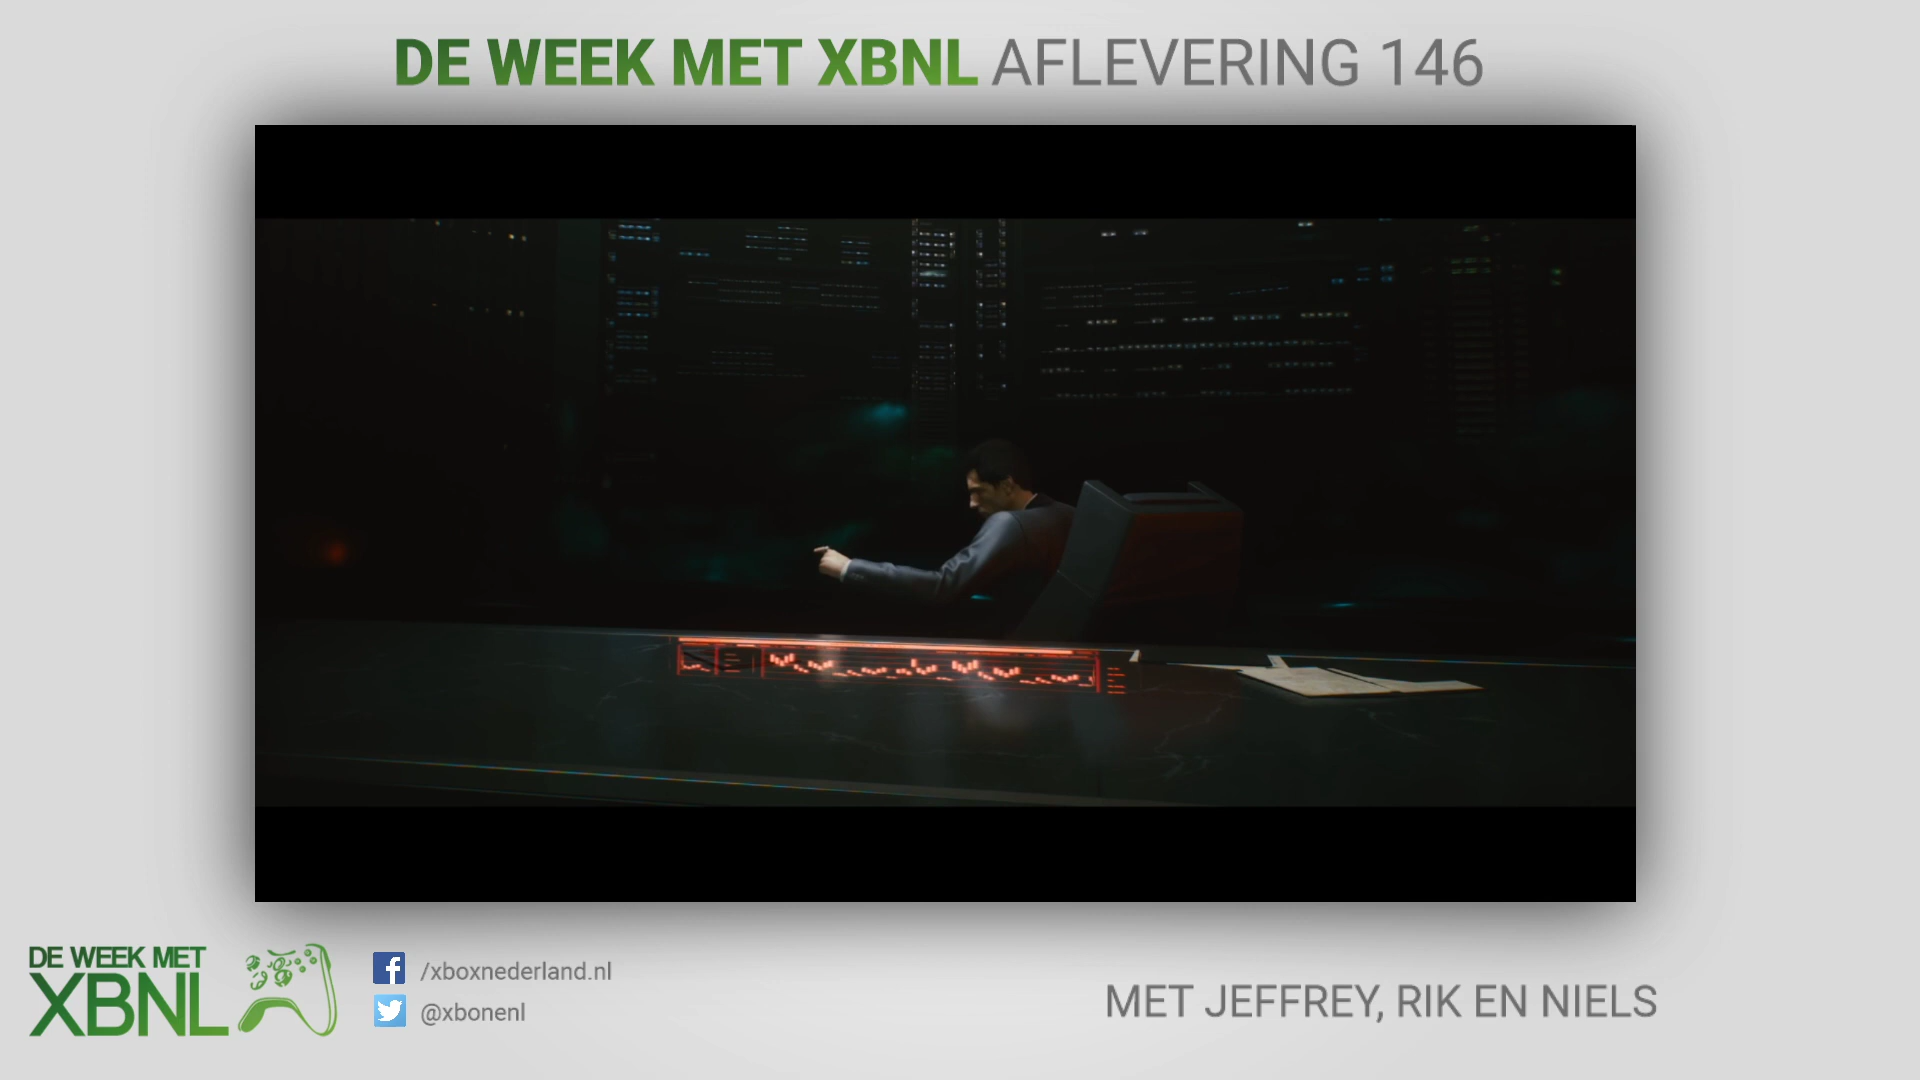 DE WEEK MET XBNL AFLEVERING 146
DE WEEK MET
XBNL
/xboxnederland.nl
@xbonenl
MET JEFFREY, RIK EN NIELS